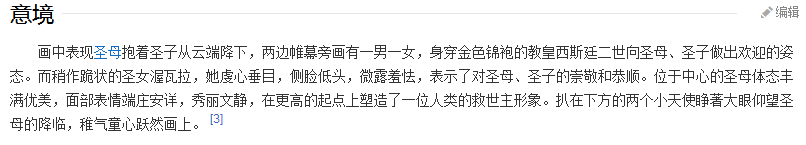 意境
编辑
画中表现圣母抱着圣子从云端降下，两边帷幕旁画有一男一女，身穿金色锦袍的教皇西斯廷二世向圣母、圣子做出欢迎的姿
态。而稍作跪状的圣女渥瓦拉，她虔心垂目，侧脸低头，微露羞怯，表示了对圣母、圣子的崇敬和恭顺。位于中心的圣母体态丰
满优美，面部表情端庄安详，秀丽文静，在更高的起点上塑造了一位人类的救世主形象。扒在下方的两个小天使睁著大眼仰望圣
母的降临，稚气童心跃然画上。 [3]